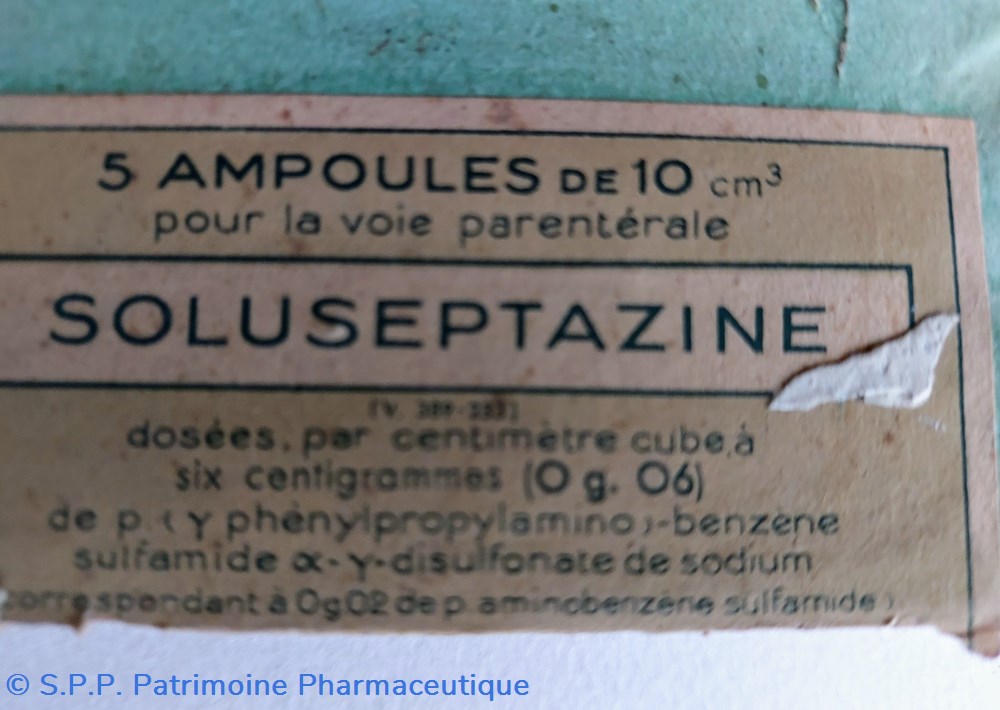 5 AMPOULES DE 10 cm³
pour la voie parentérale
SOLUSEPTAZINE
dosées, par centimètre cube, à
six centigrammes (0 g. 06)
de p. (γ phénylpropylamino)-benzène
sulfamide α-γ-disulfonate de sodium
correspondant à 0g02 de p. aminobenzène sulfamide)
© S.P.P. Patrimoine Pharmaceutique